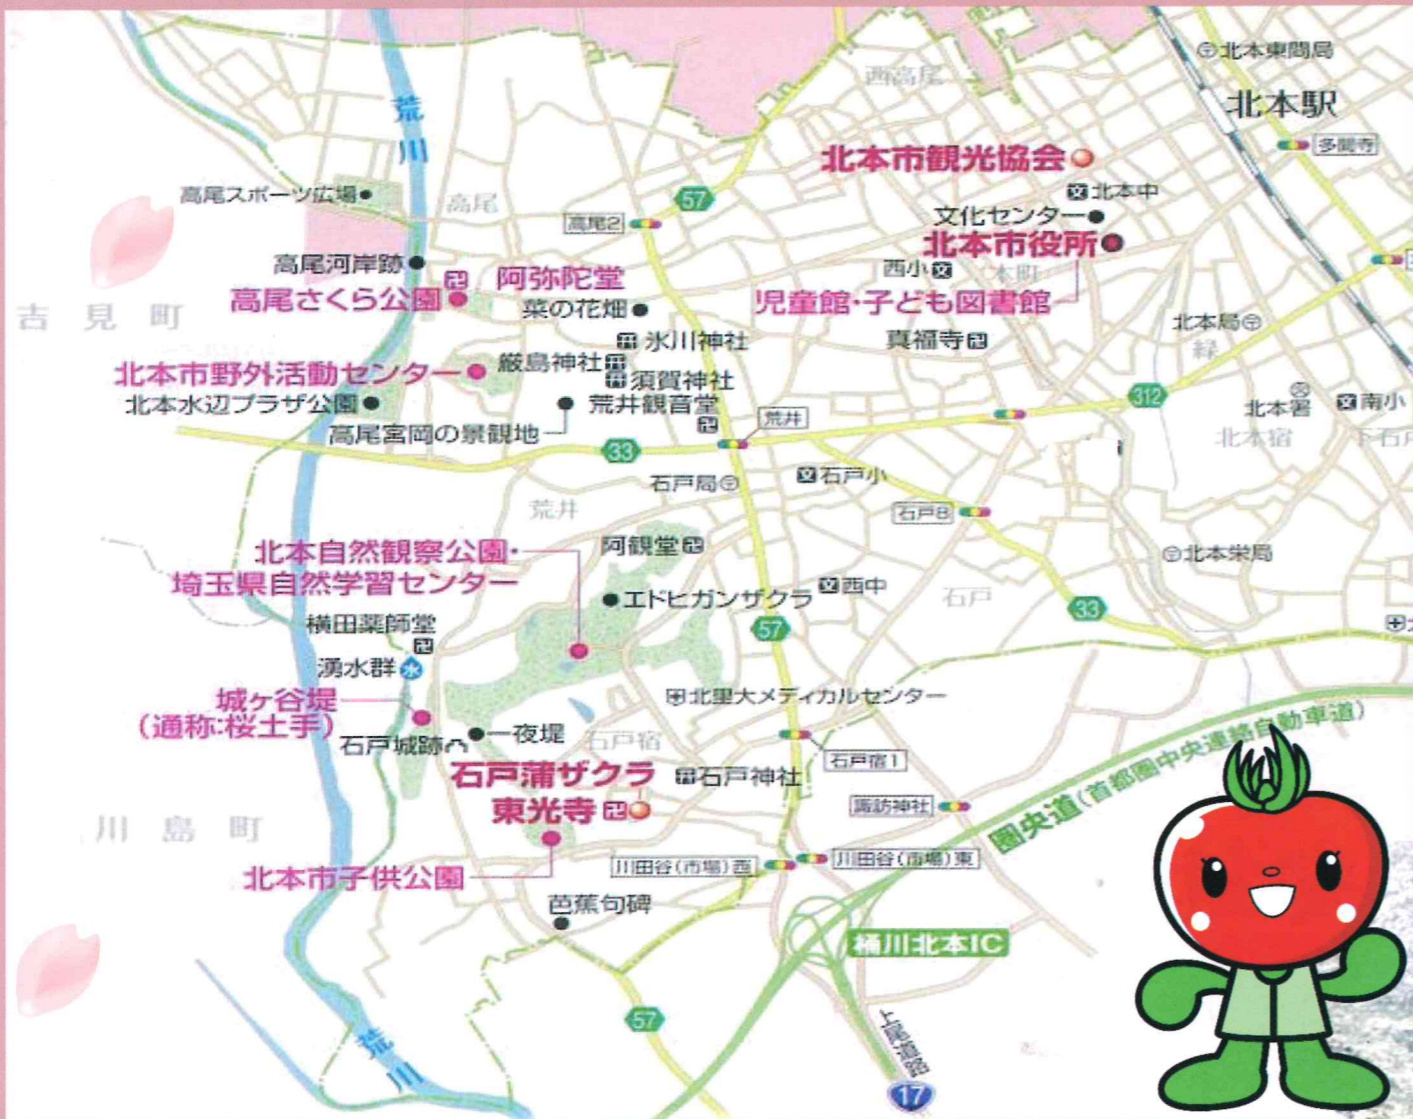 北本東間局
西高尾
北本駅
荒川
多聞寺
北本市観光協会
高尾スポーツ広場
高尾
57
北本中
文化センター
高尾2
北本市役所
高尾河岸跡
阿弥陀堂
西小
本町
高尾さくら公園
菜の花畑
児童館・子ども図書館
吉見町
氷川神社
真福寺
北本局
緑
厳島神社
北本市野外活動センター
須賀神社
北本水辺プラザ公園
荒井観音堂
312
北本署
南小
高尾宮岡の景観地
荒井
北本宿
下石戸
33
石戸局
石戸小
荒井
石戸8
北本自然観察公園・
埼玉県自然学習センター
阿観堂
北本栄局
エドヒガンザクラ
西中
石戸
33
横田薬師堂
57
湧水群
水
城ヶ谷堤
(通称:桜土手)
北里大メディカルセンター
石戸城跡
一夜堤
石戸宿
石戸宿1
石戸蒲ザクラ
石戸神社
東光寺
諏訪神社
圏央道(首都圏中央連絡自動車道)
川島町
川田谷(市場)西
川田谷(市場)東
北本市子供公園
芭蕉句碑
桶川北本IC
57
上尾道路
荒川
17